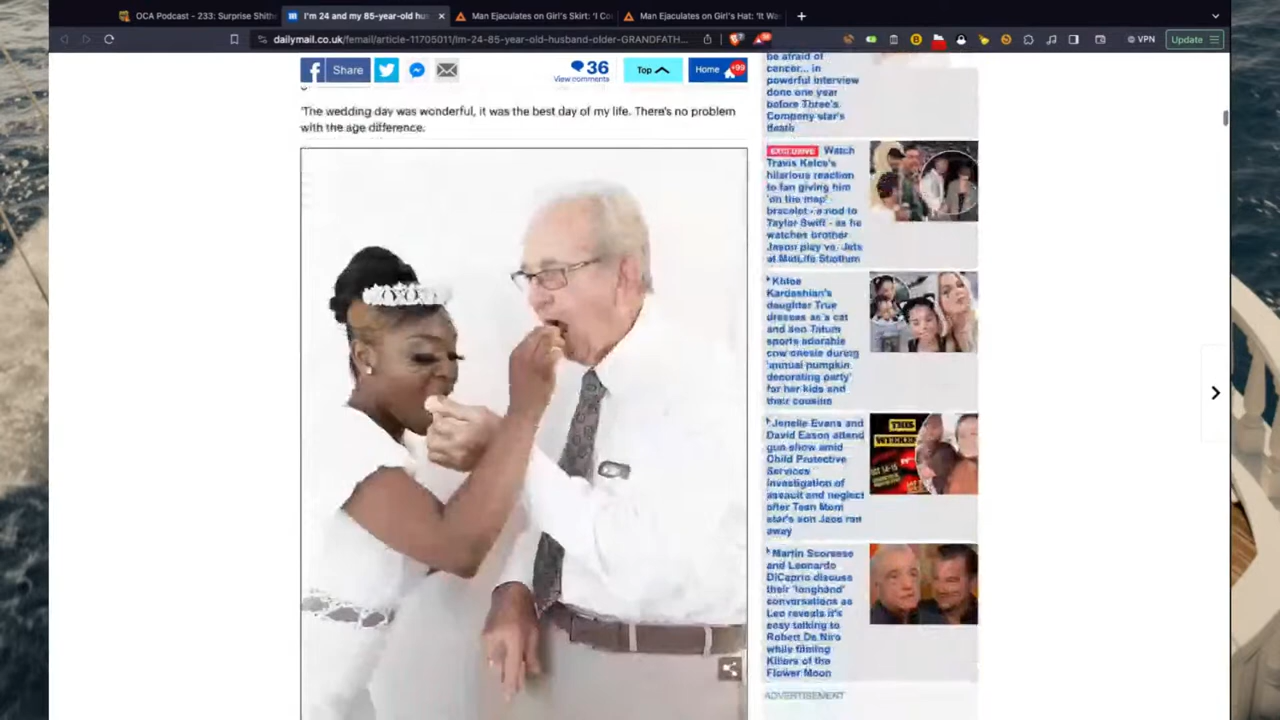 OCA Podcast - 233: Surprise Shith
I'm 24 and my 85-year-old hus
Man Ejaculates on Girl's Skirt: 'I Co
Man Ejaculates on Girl's Hat: 'It Was
dailymail.co.uk/femail/article-11705011/Im-24-85-year-old-husband-older-GRANDFATH...
VPN
Update
Share
36
View comments
Top
Home
+99
'The wedding day was wonderful, it was the best day of my life. There's no problem
with the age difference.
be afraid of
cancer... in
powerful interview
done one year
before Three's
Company star's
death
EXCLUSIVE Watch
Travis Kelce's
hilarious reaction
to fan giving him
'on the map'
bracelet - a nod to
Taylor Swift - as he
watches brother
Jason play vs. Jets
at MetLife Stadium
Khloe
Kardashian's
daughter True
dresses as a cat
and son Tatum
sports adorable
cow onesie during
'annual pumpkin
decorating party'
for her kids and
their cousins
Jenelle Evans and
David Eason attend
gun show amid
Child Protective
Services
investigation of
assault and neglect
after Teen Mom
star's son Jace ran
away
THIS
WEEKEN
Martin Scorsese
and Leonardo
DiCaprio discuss
their 'longhand'
conversations as
Leo reveals it's
easy talking to
Robert De Niro
while filming
Killers of the
Flower Moon
ADVERTISEMENT